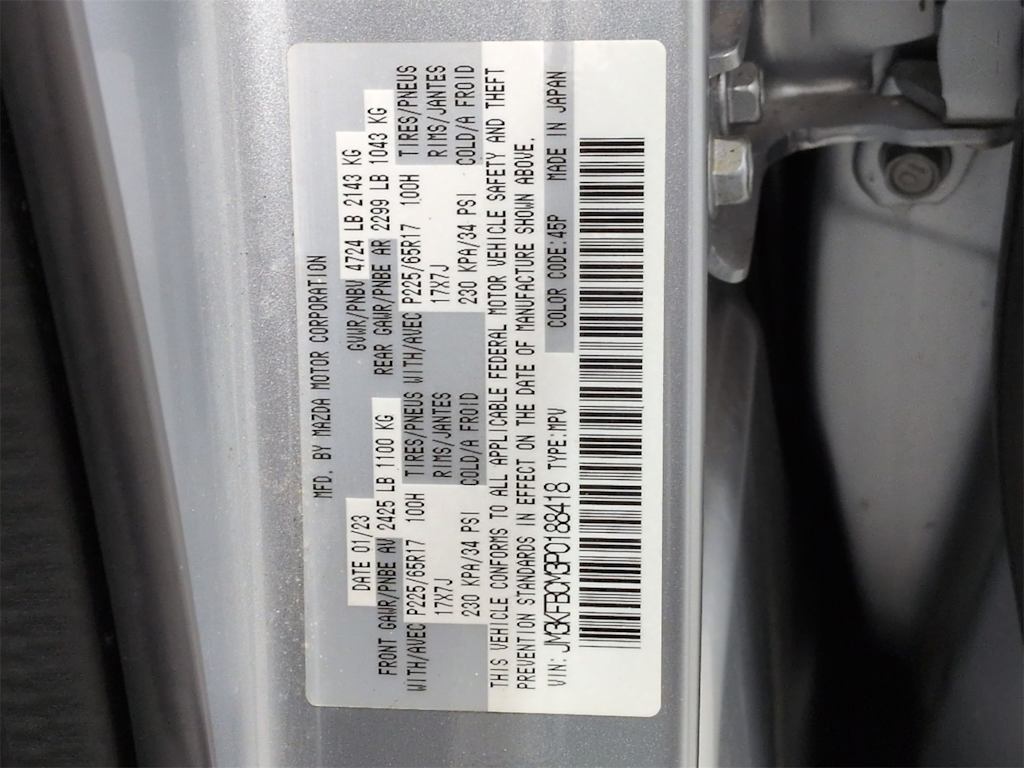 MFD. BY MAZDA MOTOR CORPORATION
DATE 01/23 GVWR/PNBV 4724 LB 2143 KG
FRONT GAWR/PNBE AV 2425 LB 1100 KG REAR GAWR/PNBE AR 2299 LB 1043 KG
WITH/AVEC P225/65R17 100H TIRES/PNEUS WITH/AVEC P225/65R17 100H TIRES/PNEUS
17X7J RIMS/JANTES 17X7J RIMS/JANTES
230 KPA/34 PSI COLD/A FROID 230 KPA/34 PSI COLD/A FROID
THIS VEHICLE CONFORMS TO ALL APPLICABLE FEDERAL MOTOR VEHICLE SAFETY AND THEFT
PREVENTION STANDARDS IN EFFECT ON THE DATE OF MANUFACTURE SHOWN ABOVE.
VIN: JM3KFBCM3P0188418 TYPE:MPV COLOR CODE:45P MADE IN JAPAN